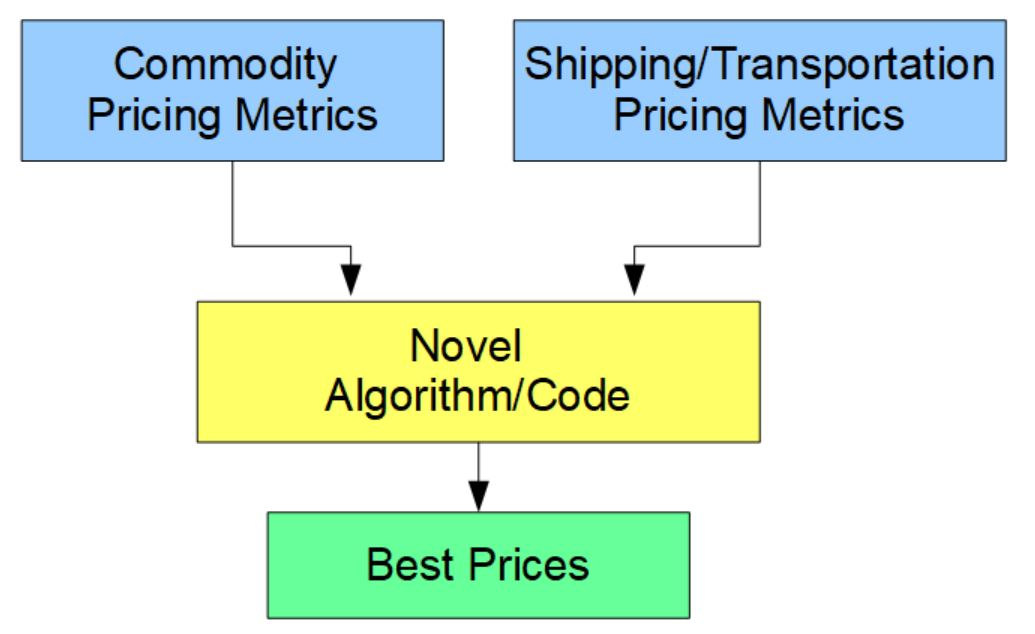 Commodity
Pricing Metrics
Shipping/Transportation
Pricing Metrics
Novel
Algorithm/Code
Best Prices